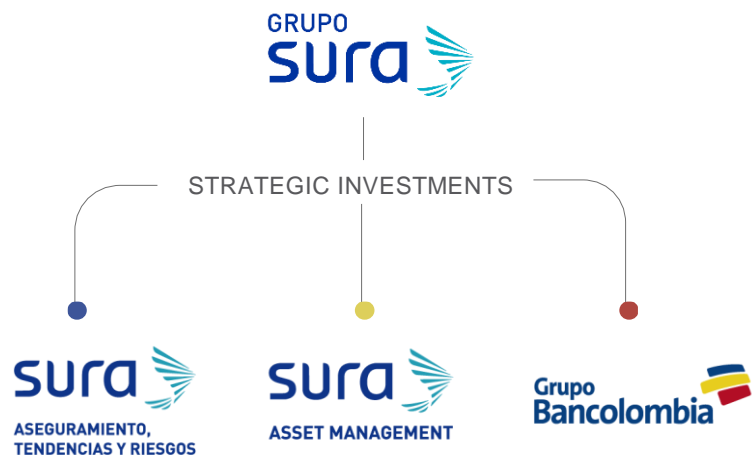 GRUPO
sura
STRATEGIC INVESTMENTS
sura
ASEGURAMIENTO,
TENDENCIAS Y RIESGOS
sura
ASSET MANAGEMENT
Grupo
Bancolombia